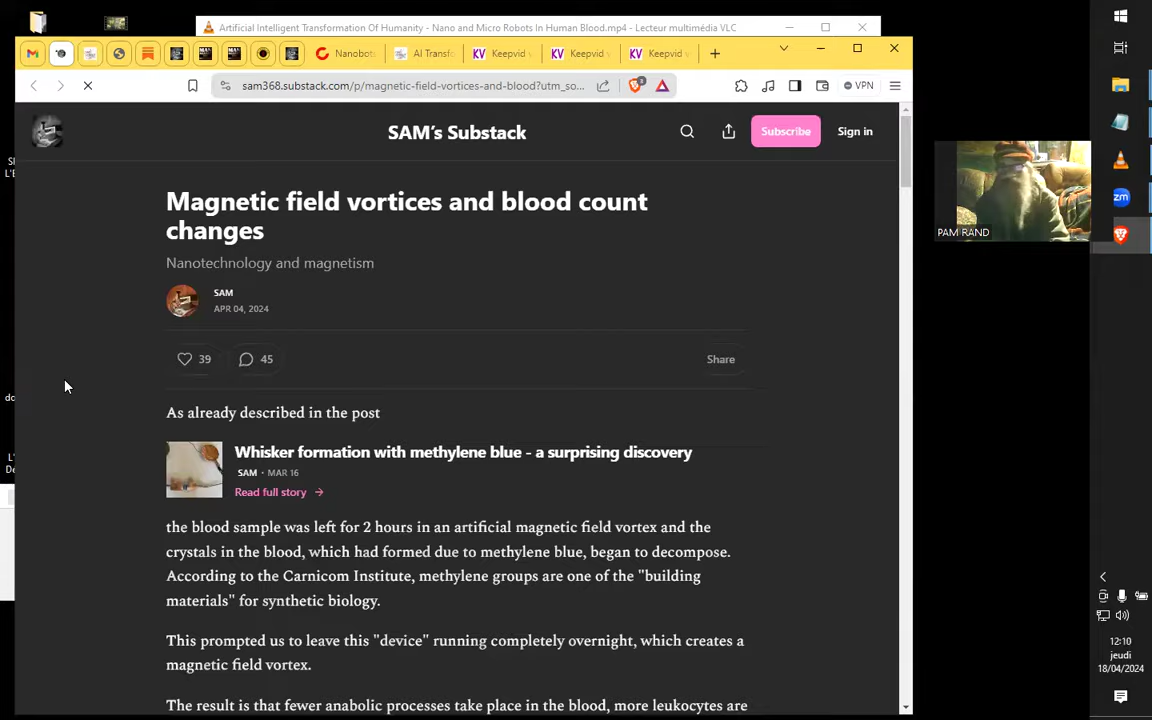 Artificial Intelligent Transformation Of Humanity - Nano and Micro Robots In Human Blood.mp4 - Lecteur multimédia VLC
Nanobot
AI Transfo
KV Keepvid
KV Keepvid
KV Keepvid
sam368.substack.com/p/magnetic-field-vortices-and-blood?utm_so...
VPN
SAM's Substack
Subscribe
Sign in
Magnetic field vortices and blood count
changes
Nanotechnology and magnetism
SAM
APR 04, 2024
39
45
Share
As already described in the post
Whisker formation with methylene blue - a surprising discovery
SAM · MAR 16
Read full story →
the blood sample was left for 2 hours in an artificial magnetic field vortex and the
crystals in the blood, which had formed due to methylene blue, began to decompose.
According to the Carnicom Institute, methylene groups are one of the "building
materials" for synthetic biology.
This prompted us to leave this "device" running completely overnight, which creates a
magnetic field vortex.
The result is that fewer anabolic processes take place in the blood, more leukocytes are
PAM RAND
zm
12:10
jeudi
18/04/2024